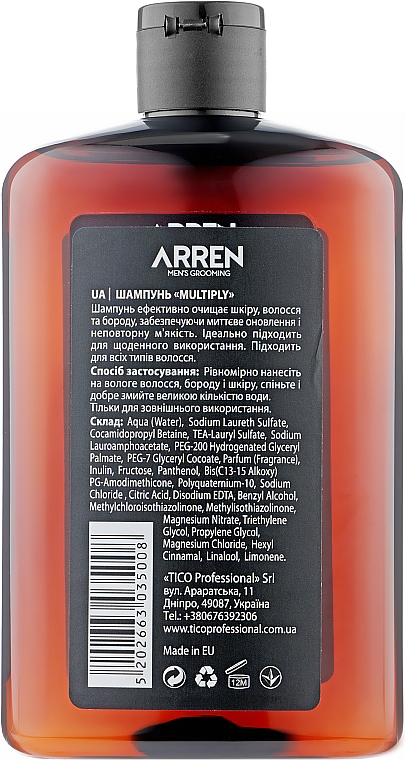 ARREN
ARREN
MEN'S GROOMING
UA | ШАМПУНЬ «MULTIPLY»
Шампунь ефективно очищає шкіру, волосся
та бороду, забезпечуючи миттєве оновлення і
неповторну м'якість. Ідеально підходить
для щоденного використання. Підходить
для всіх типів волосся.
Спосіб застосування: Рівномірно нанесіть
на вологе волосся, бороду і шкіру, спіньте і
добре змийте великою кількістю води.
Тільки для зовнішнього використання.
Склад: Aqua (Water), Sodium Laureth Sulfate,
Cocamidopropyl Betaine, TEA-Lauryl Sulfate, Sodium
Lauroamphoacetate, PEG-200 Hydrogenated Glyceryl
Palmate, PEG-7 Glyceryl Cocoate, Parfum (Fragrance),
Inulin, Fructose, Panthenol, Bis(C13-15 Alkoxy)
PG-Amodimethicone, Polyquaternium-10, Sodium
Chloride , Citric Acid, Disodium EDTA, Benzyl Alcohol,
Methylchloroisothiazolinone, Methylisothiazolinone,
Magnesium Nitrate, Triethylene
Glycol, Propylene Glycol,
Magnesium Chloride, Hexyl
Cinnamal, Linalool, Limonene.
«TICO Professional» Srl
вул. Араратська, 11
Дніпро, 49087, Україна
Tel.: +380676392306
www.ticoprofessional.com.ua
Made in EU
12M
5202663035008